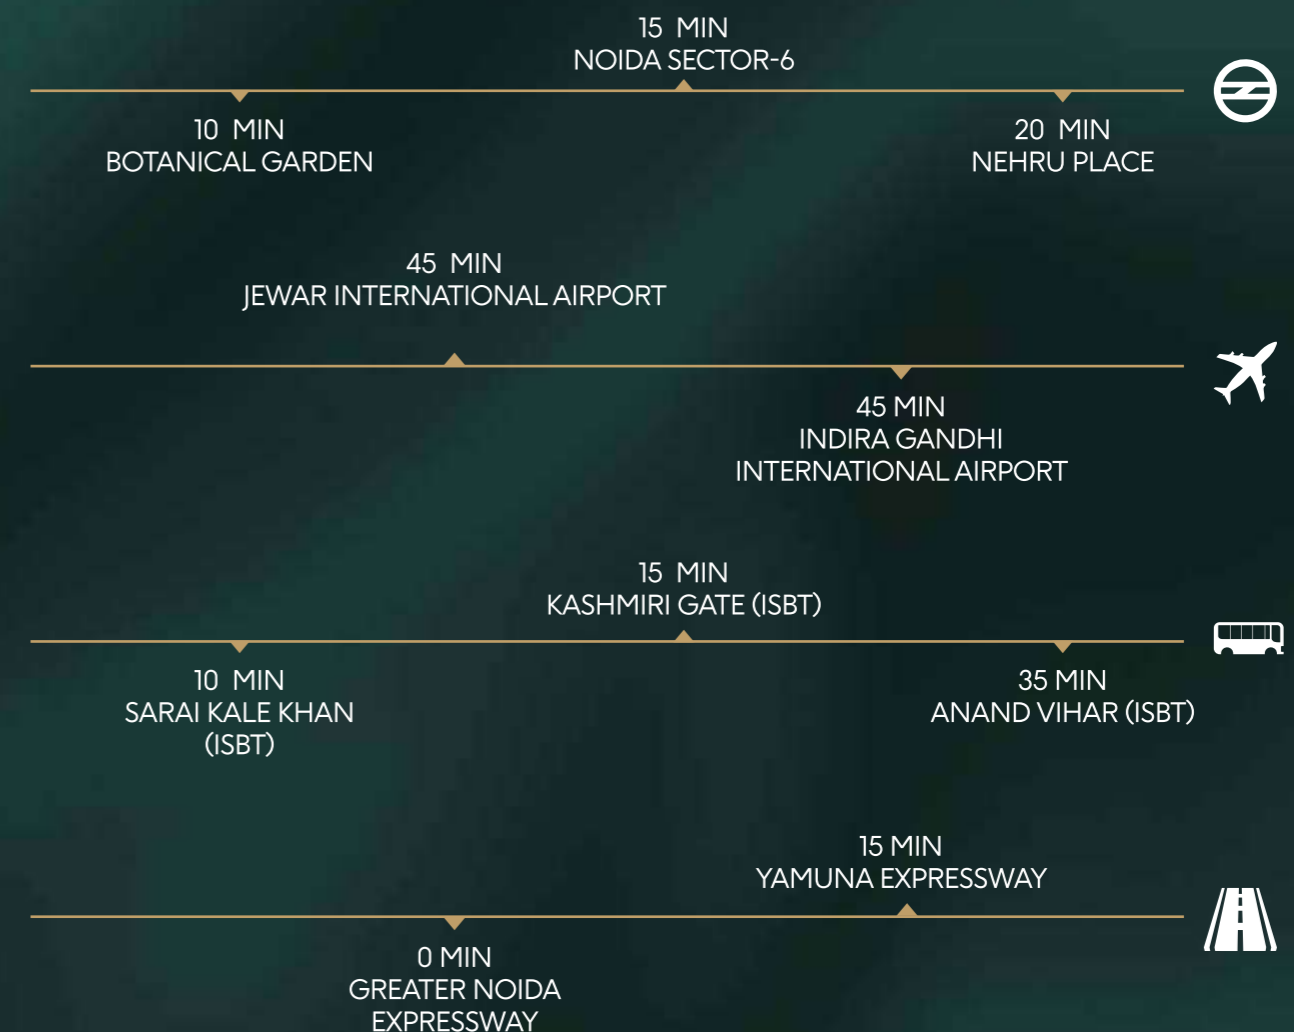 15 MIN
NOIDA SECTOR-6
10 MIN
BOTANICAL GARDEN
20 MIN
NEHRU PLACE
45 MIN
JEWAR INTERNATIONAL AIRPORT
45 MIN
INDIRA GANDHI
INTERNATIONAL AIRPORT
15 MIN
KASHMIRI GATE (ISBT)
10 MIN
SARAI KALE KHAN
(ISBT)
35 MIN
ANAND VIHAR (ISBT)
15 MIN
YAMUNA EXPRESSWAY
0 MIN
GREATER NOIDA
EXPRESSWAY